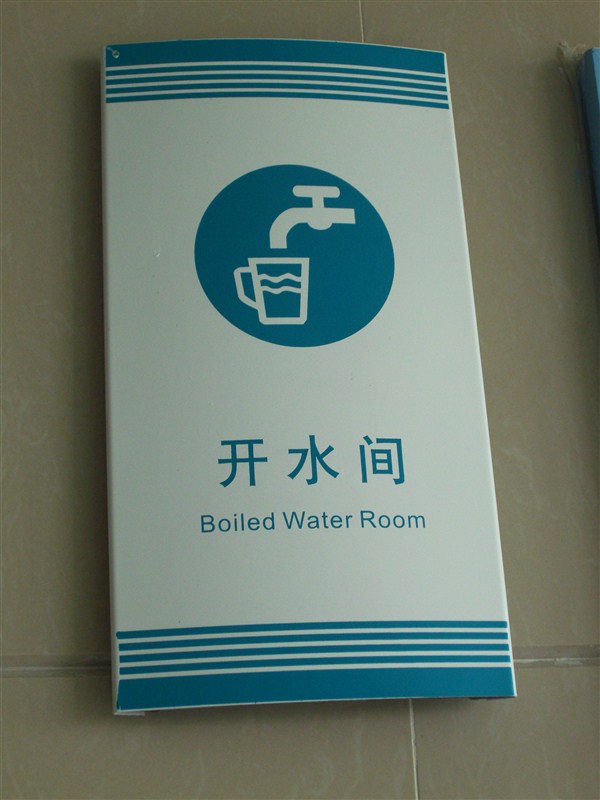 开水间
Boiled Water Room